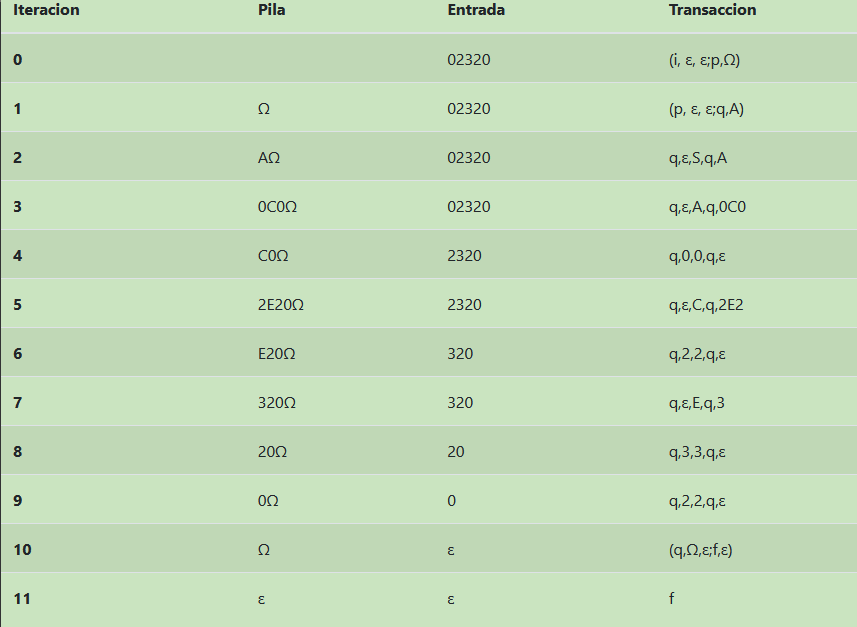 Iteracion Pila Entrada Transaccion
0 02320 (i, ε, ε;p,Ω)
1 Ω 02320 (p, ε, ε;q,A)
2 AΩ 02320 q,ε,S,q,A
3 0C0Ω 02320 q,ε,A,q,0C0
4 C0Ω 2320 q,0,0,q,ε
5 2E20Ω 2320 q,ε,C,q,2E2
6 E20Ω 320 q,2,2,q,ε
7 320Ω 320 q,ε,E,q,3
8 20Ω 20 q,3,3,q,ε
9 0Ω 0 q,2,2,q,ε
10 Ω ε (q,Ω,ε;f,ε)
11 ε ε f